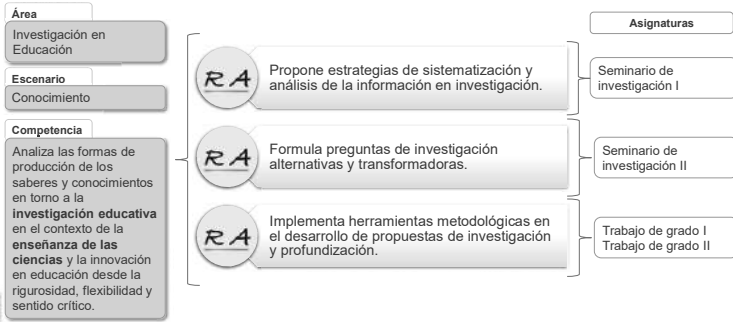 Área
Investigación en
Educación
Escenario
Conocimiento
Competencia
Analiza las formas de
producción de los
saberes y conocimientos
en torno a la
investigación educativa
en el contexto de la
enseñanza de las
ciencias y la innovación
en educación desde la
rigurosidad, flexibilidad y
sentido crítico.
RA
Propone estrategias de sistematización y
análisis de la información en investigación.
RA
Formula preguntas de investigación
alternativas y transformadoras.
RA
Implementa herramientas metodológicas en
el desarrollo de propuestas de investigación
y profundización.
Asignaturas
Seminario de
investigación I
Seminario de
investigación II
Trabajo de grado I
Trabajo de grado II